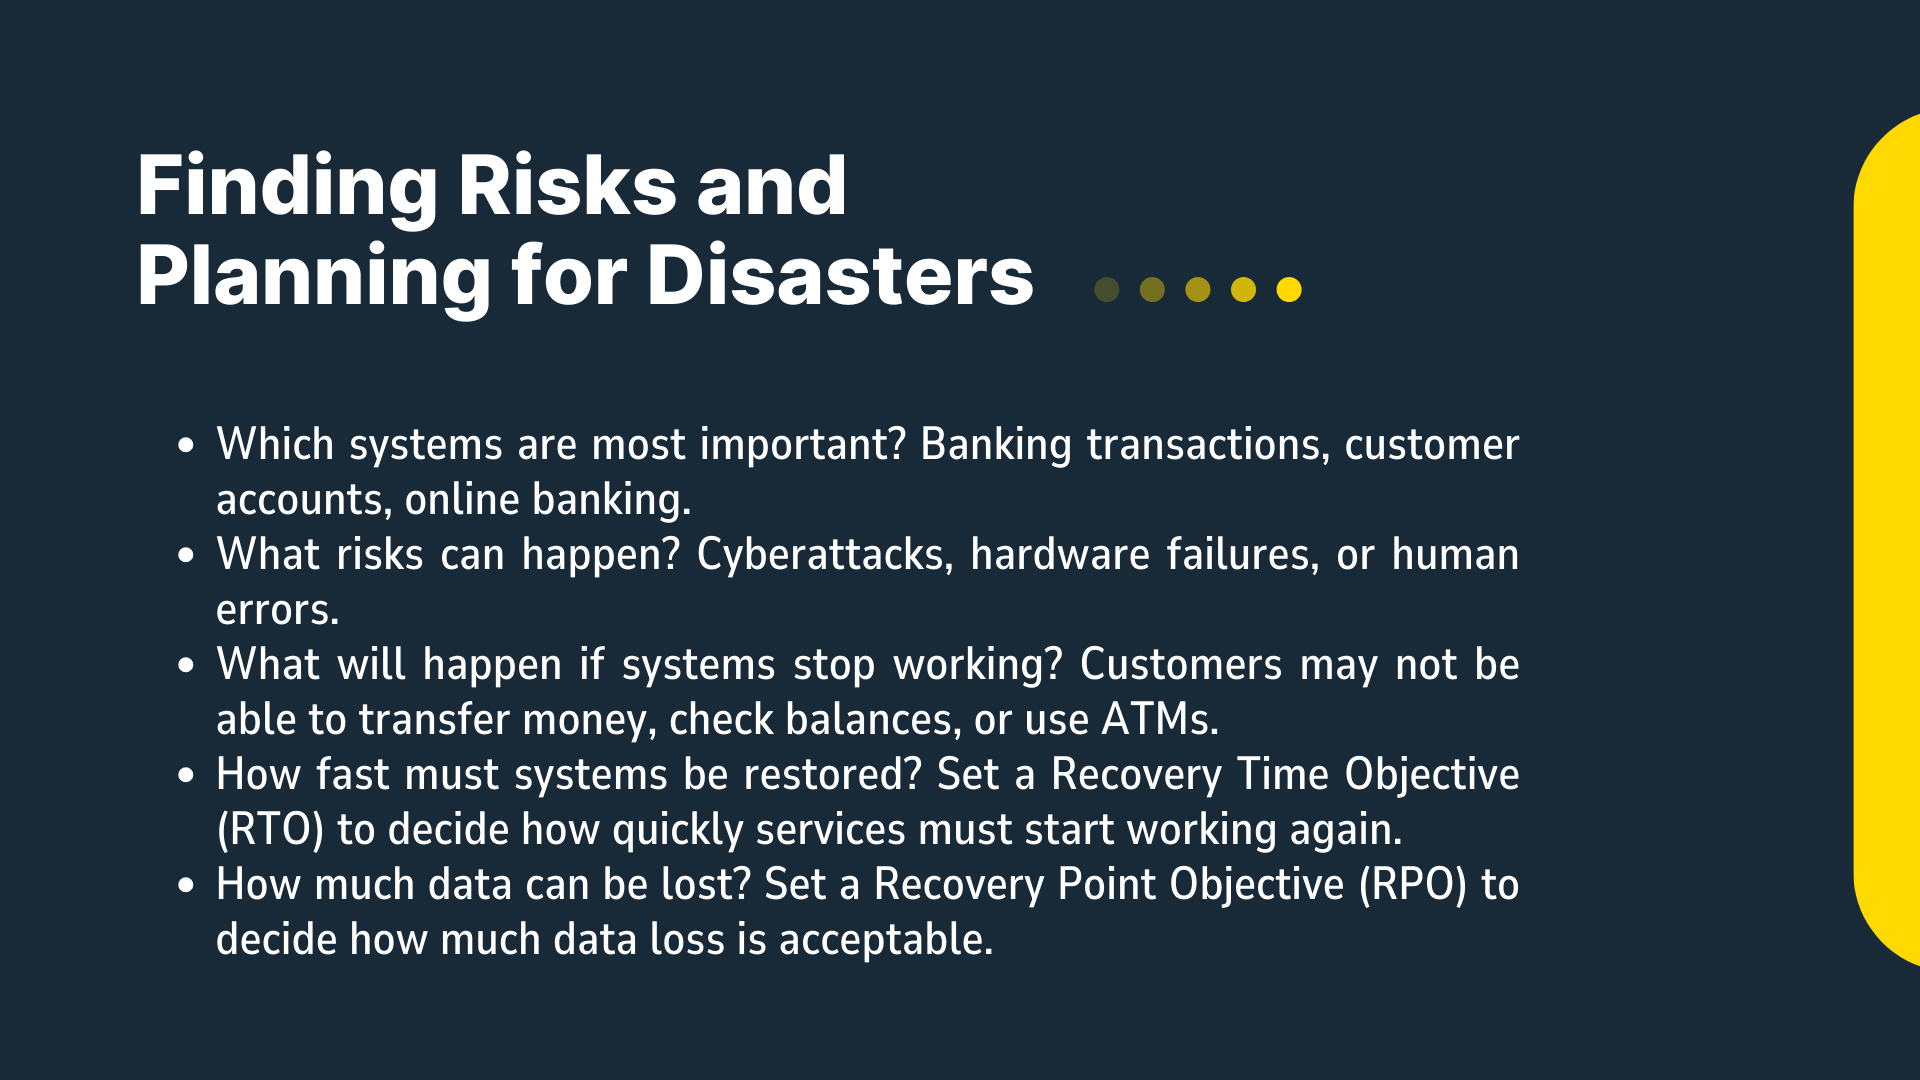 Finding Risks and
Planning for Disasters
• Which systems are most important? Banking transactions, customer
accounts, online banking.
• What risks can happen? Cyberattacks, hardware failures, or human
errors.
• What will happen if systems stop working? Customers may not be
able to transfer money, check balances, or use ATMs.
• How fast must systems be restored? Set a Recovery Time Objective
(RTO) to decide how quickly services must start working again.
• How much data can be lost? Set a Recovery Point Objective (RPO) to
decide how much data loss is acceptable.